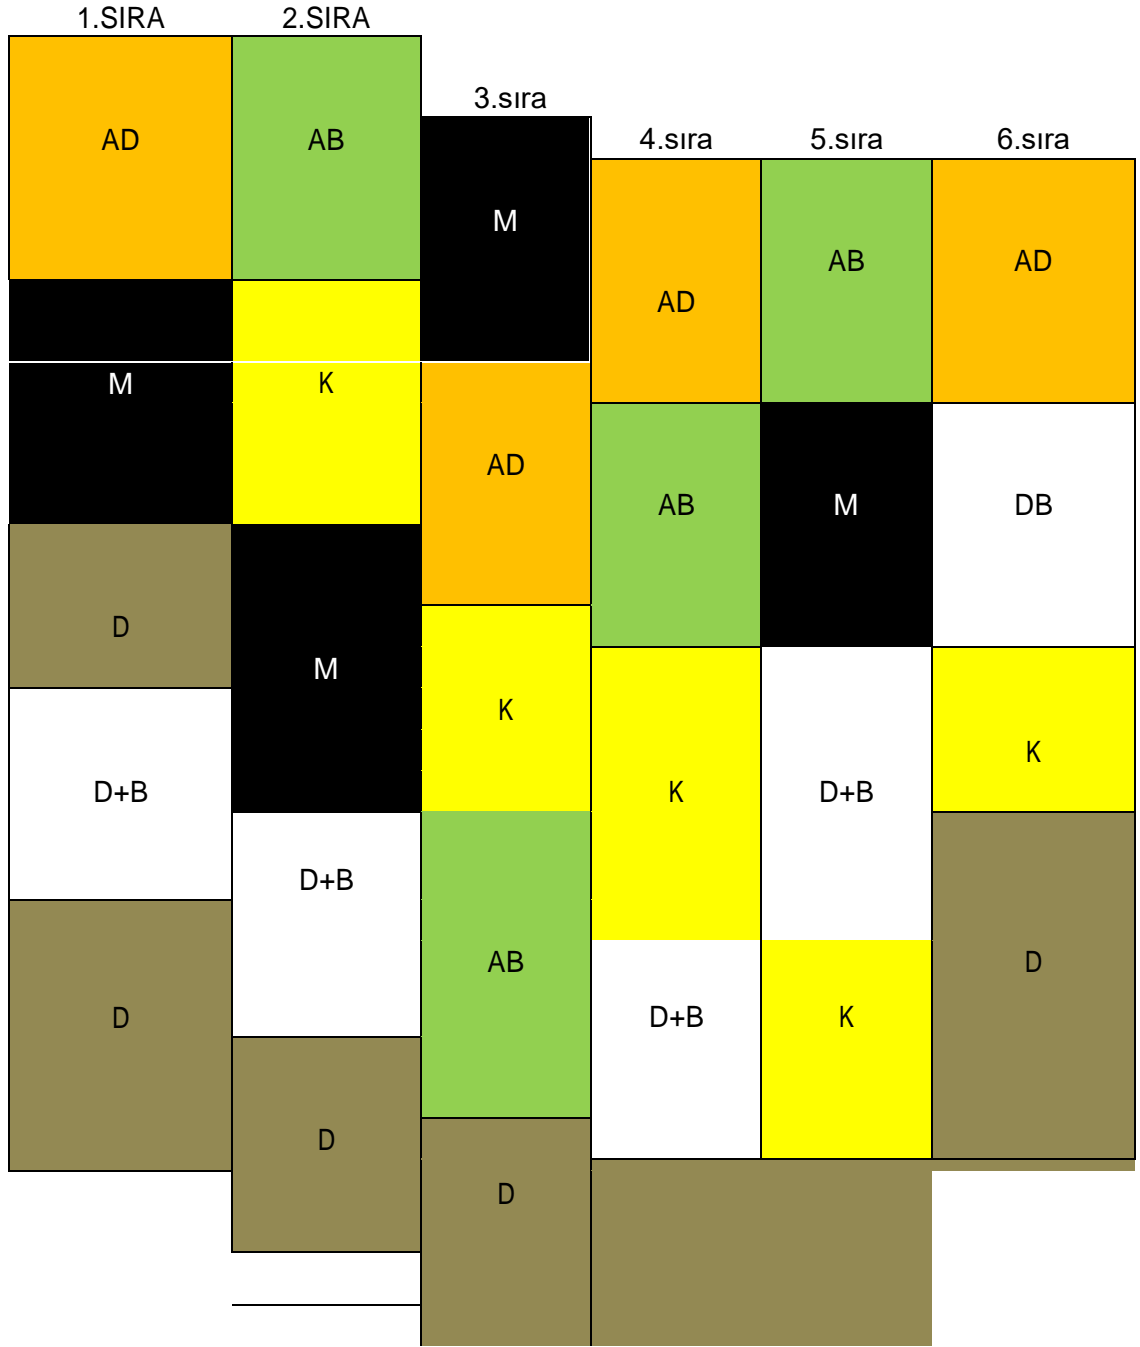 1.SIRA 2.SIRA
3.sıra
4.sıra 5.sıra 6.sıra
AD AB
M
AB AD
AD
M K
AD
AB M DB
D
M
K
K
D+B K D+B
D+B
AB D
D D+B K
D
D